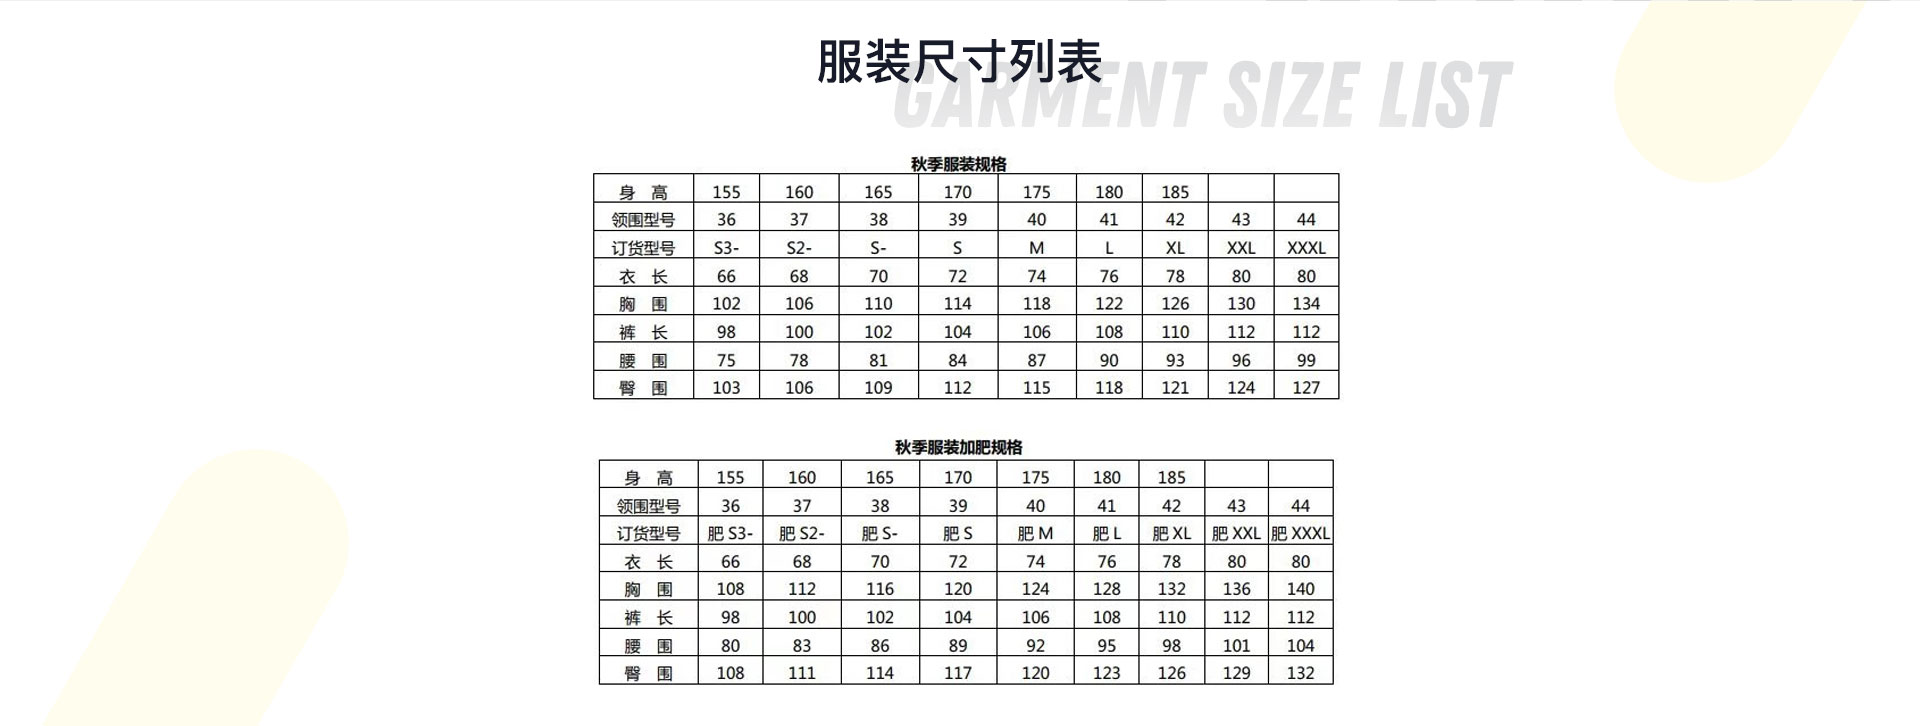 服装尺寸列表
GARMENT SIZE LIST
秋季服装规格
身 高 155 160 165 170 175 180 185
领围型号 36 37 38 39 40 41 42 43 44
订货型号 S3- S2- S- S M L XL XXL XXXL
衣 长 66 68 70 72 74 76 78 80 80
胸 围 102 106 110 114 118 122 126 130 134
裤 长 98 100 102 104 106 108 110 112 112
腰 围 75 78 81 84 87 90 93 96 99
臀 围 103 106 109 112 115 118 121 124 127
秋季服装加肥规格
身 高 155 160 165 170 175 180 185
领围型号 36 37 38 39 40 41 42 43 44
订货型号 肥 S3- 肥 S2- 肥 S- 肥 S 肥 M 肥 L 肥 XL 肥 XXL 肥 XXXL
衣 长 66 68 70 72 74 76 78 80 80
胸 围 108 112 116 120 124 128 132 136 140
裤 长 98 100 102 104 106 108 110 112 112
腰 围 80 83 86 89 92 95 98 101 104
臀 围 108 111 114 117 120 123 126 129 132